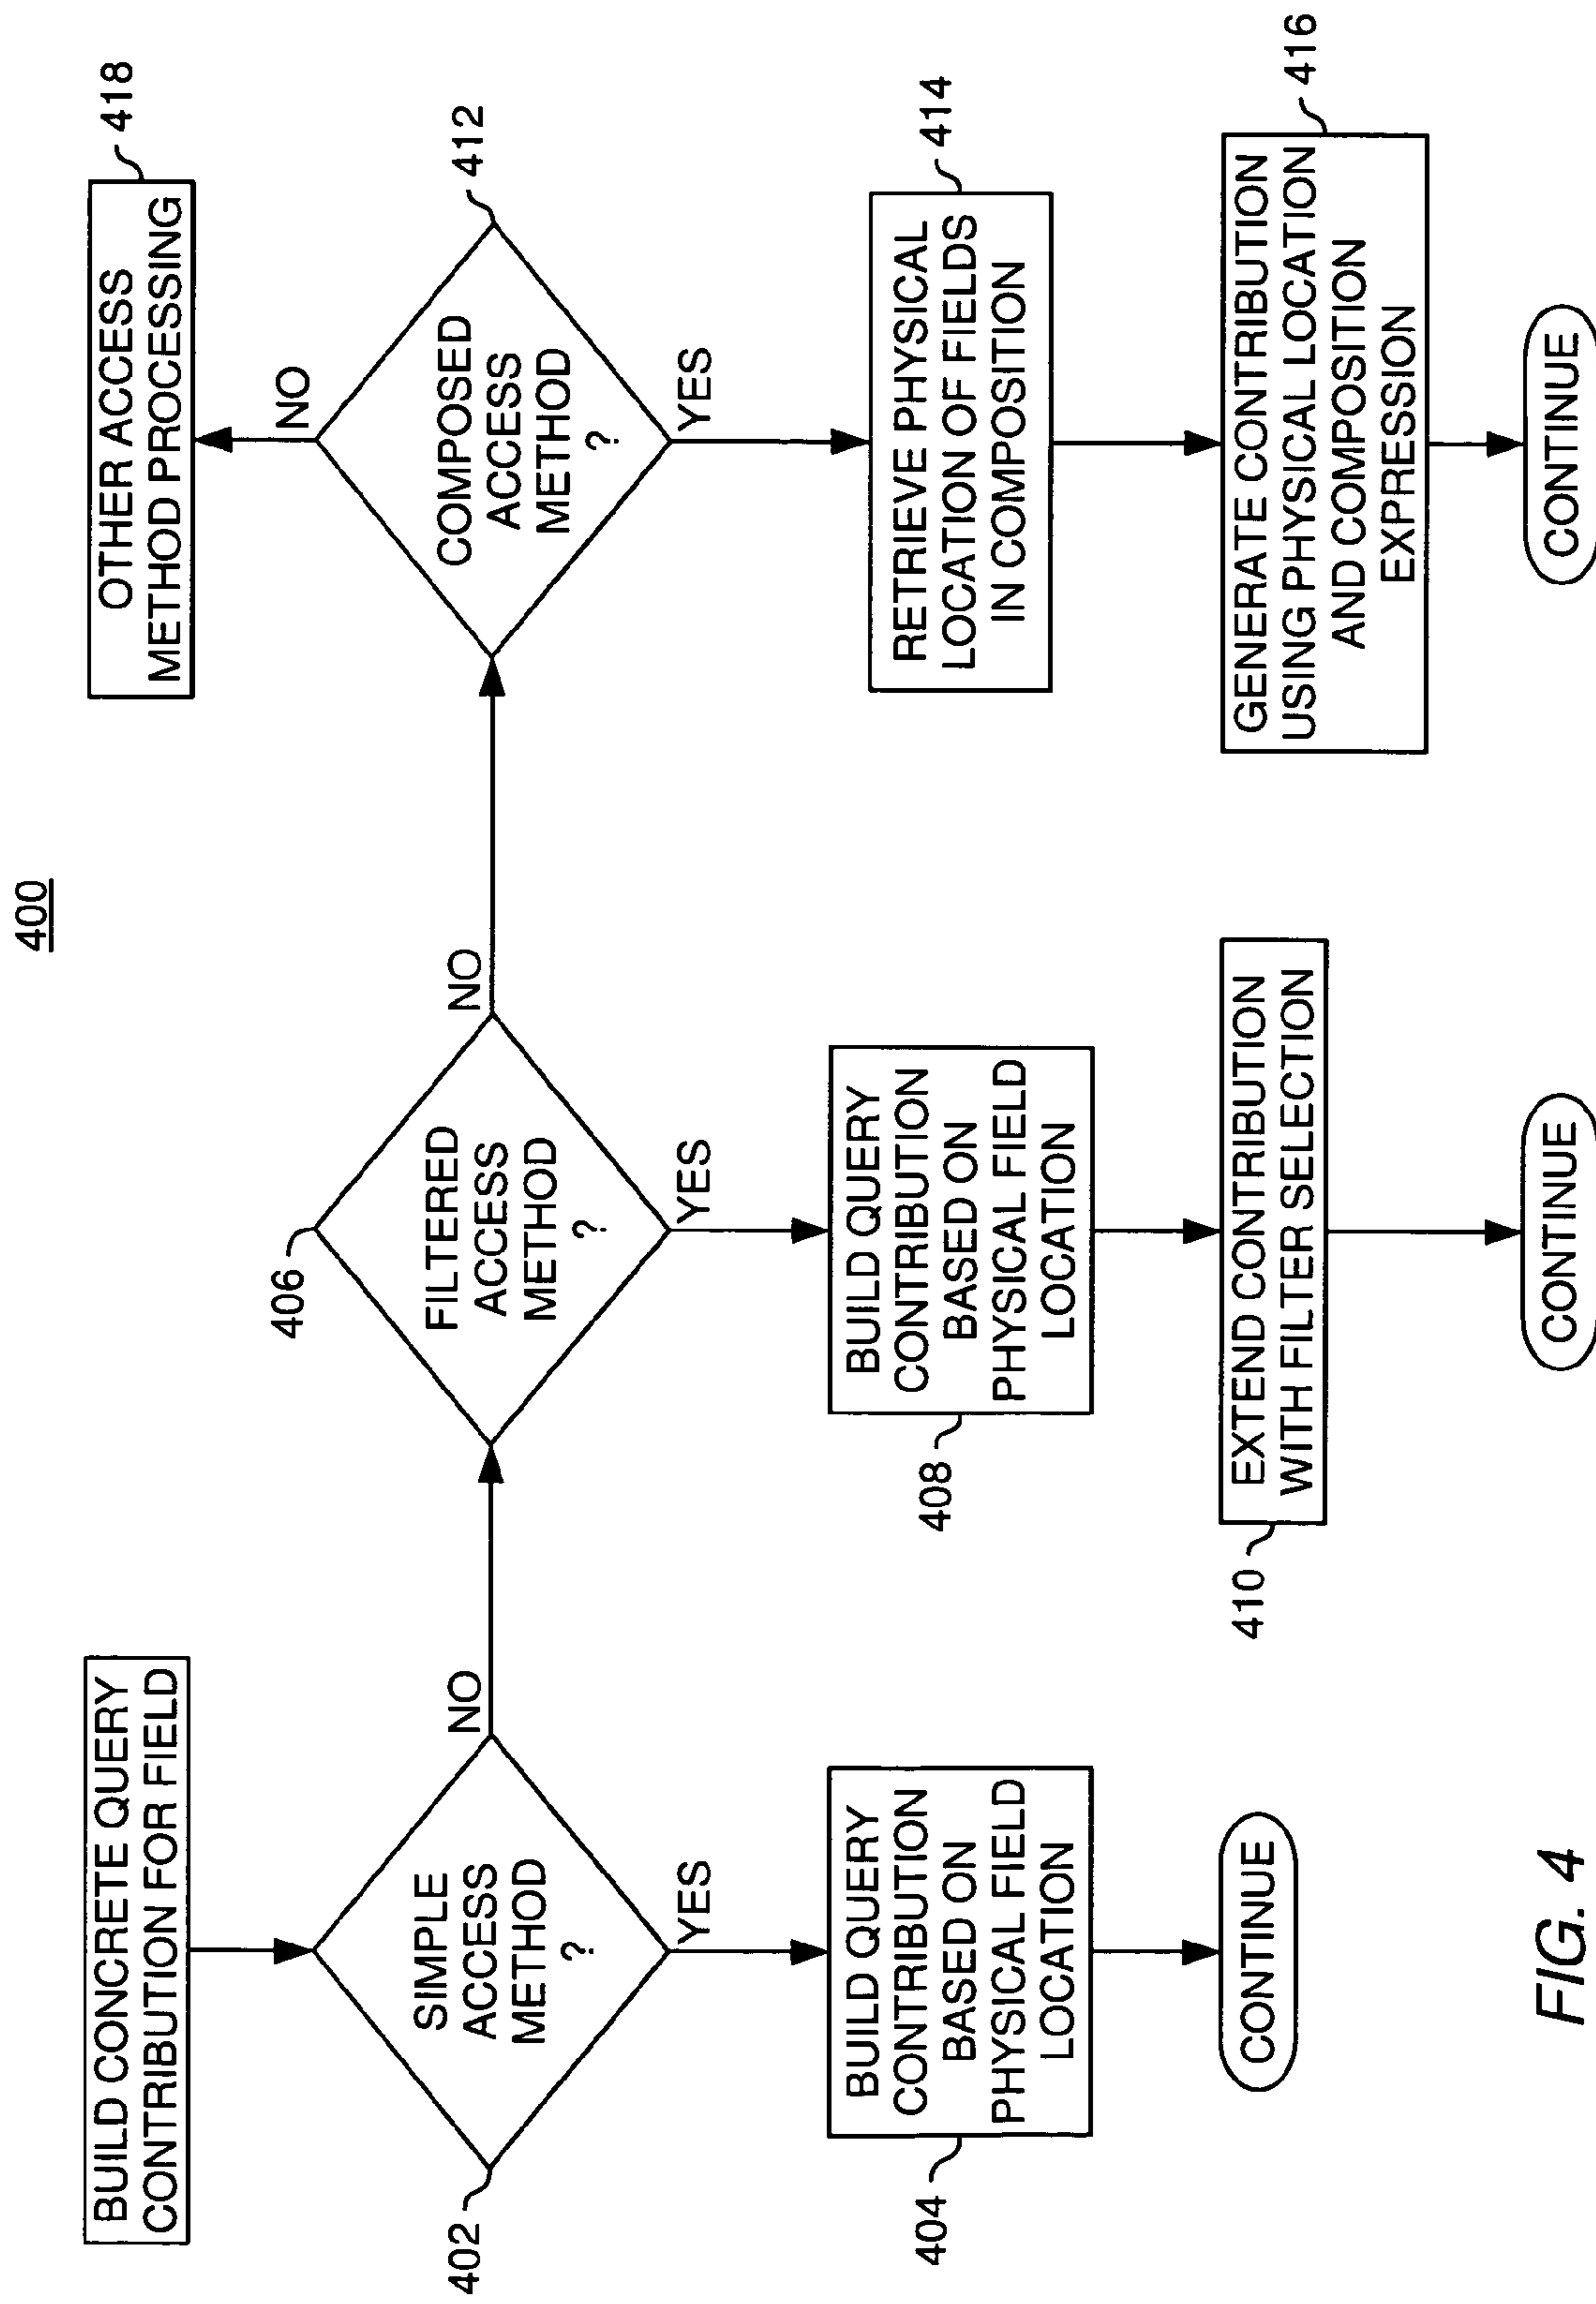 400
BUILD CONCRETE QUERY
CONTRIBUTION FOR FIELD
402
SIMPLE
ACCESS
METHOD
?
NO
YES
404
BUILD QUERY
CONTRIBUTION
BASED ON
PHYSICAL FIELD
LOCATION
CONTINUE
406
FILTERED
ACCESS
METHOD
?
NO
YES
408
BUILD QUERY
CONTRIBUTION
BASED ON
PHYSICAL FIELD
LOCATION
410
EXTEND CONTRIBUTION
WITH FILTER SELECTION
CONTINUE
OTHER ACCESS
METHOD PROCESSING
418
NO
COMPOSED
ACCESS
METHOD
?
412
YES
RETRIEVE PHYSICAL
LOCATION OF FIELDS
IN COMPOSITION
414
GENERATE CONTRIBUTION
USING PHYSICAL LOCATION
AND COMPOSITION
EXPRESSION
416
CONTINUE
FIG. 4